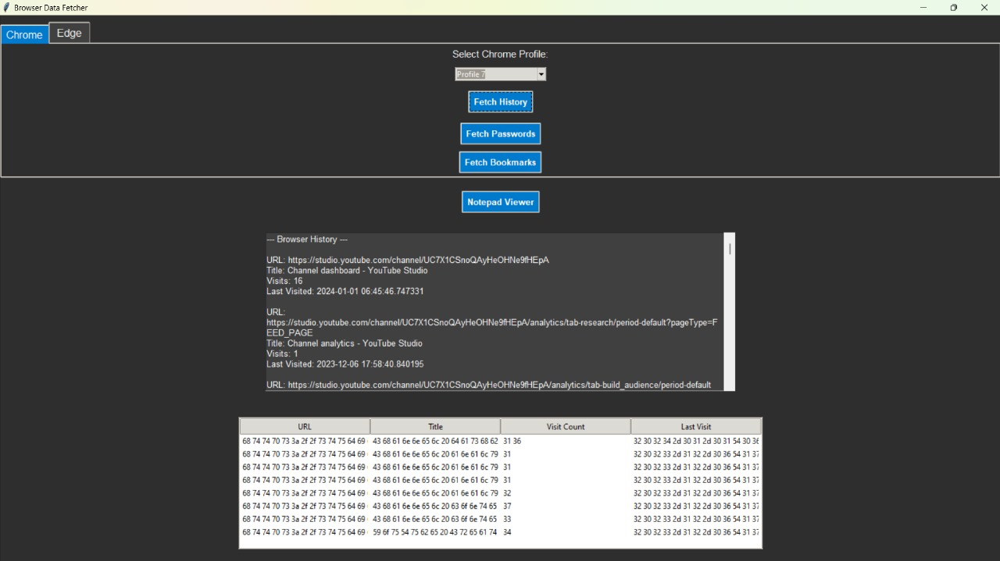 Browser Data Fetcher
Chrome
Edge
Select Chrome Profile:
Profile 7
Fetch History
Fetch Passwords
Fetch Bookmarks
Notepad Viewer
--- Browser History ---
URL: https://studio.youtube.com/channel/UC7X1CSnoQAyHeOHNe9fHEpA
Title: Channel dashboard - YouTube Studio
Visits: 16
Last Visited: 2024-01-01 06:45:46.747331
URL:
https://studio.youtube.com/channel/UC7X1CSnoQAyHeOHNe9fHEpA/analytics/tab-research/period-default?pageType=F
EED_PAGE
Title: Channel analytics - YouTube Studio
Visits: 1
Last Visited: 2023-12-06 17:58:40.840195
URL: https://studio.youtube.com/channel/UC7X1CSnoQAyHeOHNe9fHEpA/analytics/tab-build_audience/period-default
URL Title Visit Count Last Visit
68 74 74 70 73 3a 2f 2f 73 74 75 64 69 43 68 61 6e 6e 65 6c 20 64 61 73 68 62 31 36 32 30 32 34 2d 30 31 2d 30 31 54 30 36
68 74 74 70 73 3a 2f 2f 73 74 75 64 69 43 68 61 6e 6e 65 6c 20 61 6e 61 6c 79 31 32 30 32 33 2d 31 32 2d 30 36 54 31 37
68 74 74 70 73 3a 2f 2f 73 74 75 64 69 43 68 61 6e 6e 65 6c 20 61 6e 61 6c 79 31 32 30 32 33 2d 31 32 2d 30 36 54 31 37
68 74 74 70 73 3a 2f 2f 73 74 75 64 69 43 68 61 6e 6e 65 6c 20 61 6e 61 6c 79 31 32 30 32 33 2d 31 32 2d 30 36 54 31 37
68 74 74 70 73 3a 2f 2f 73 74 75 64 69 43 68 61 6e 6e 65 6c 20 61 6e 61 6c 79 32 32 30 32 33 2d 31 32 2d 30 36 54 31 37
68 74 74 70 73 3a 2f 2f 73 74 75 64 69 43 68 61 6e 6e 65 6c 20 63 6f 6e 74 65 37 32 30 32 33 2d 31 32 2d 30 36 54 31 37
68 74 74 70 73 3a 2f 2f 73 74 75 64 69 43 68 61 6e 6e 65 6c 20 63 6f 6e 74 65 33 32 30 32 33 2d 31 32 2d 30 36 54 31 37
68 74 74 70 73 3a 2f 2f 73 74 75 64 69 59 6f 75 54 75 62 65 20 43 72 65 61 74 34 32 30 32 33 2d 31 32 2d 30 36 54 31 37